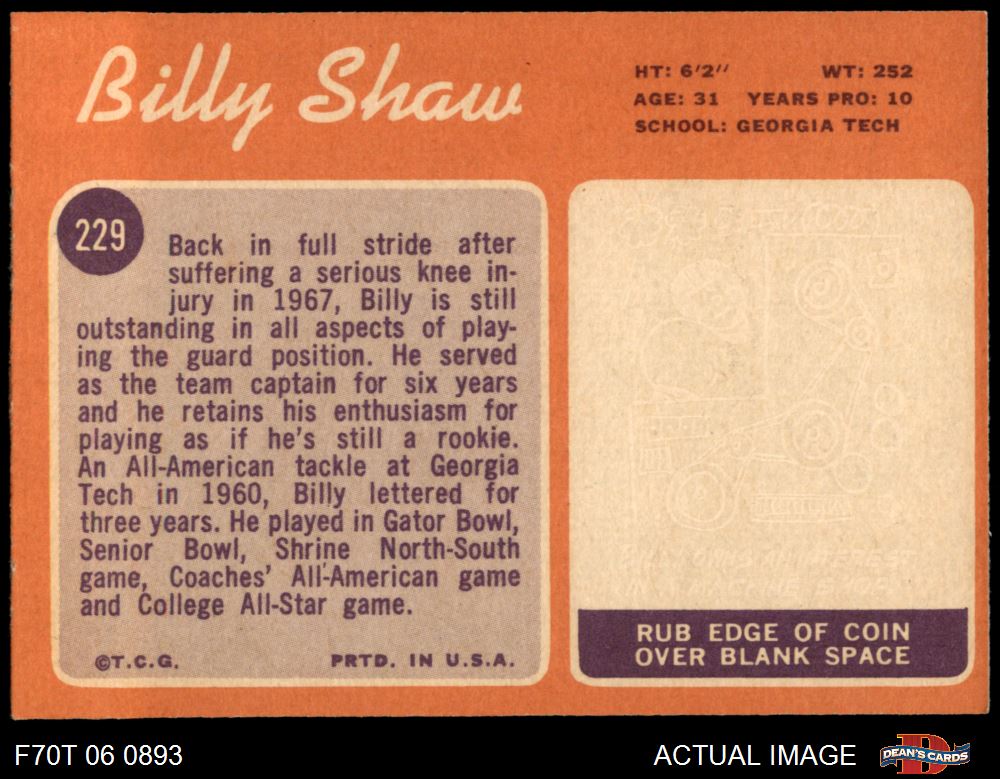 Billy Shaw
HT: 6'2" WT: 252
AGE: 31 YEARS PRO: 10
SCHOOL: GEORGIA TECH
229
Back in full stride after
suffering a serious knee in-
jury in 1967, Billy is still
outstanding in all aspects of play-
ing the guard position. He served
as the team captain for six years
and he retains his enthusiasm for
playing as if he's still a rookie.
An All-American tackle at Georgia
Tech in 1960, Billy lettered for
three years. He played in Gator Bowl,
Senior Bowl, Shrine North-South
game, Coaches' All-American game
and College All-Star game.
©T.C.G. PRTD. IN U.S.A.
RUB EDGE OF COIN
OVER BLANK SPACE
F70T 06 0893
ACTUAL IMAGE
DEAN'S CARDS